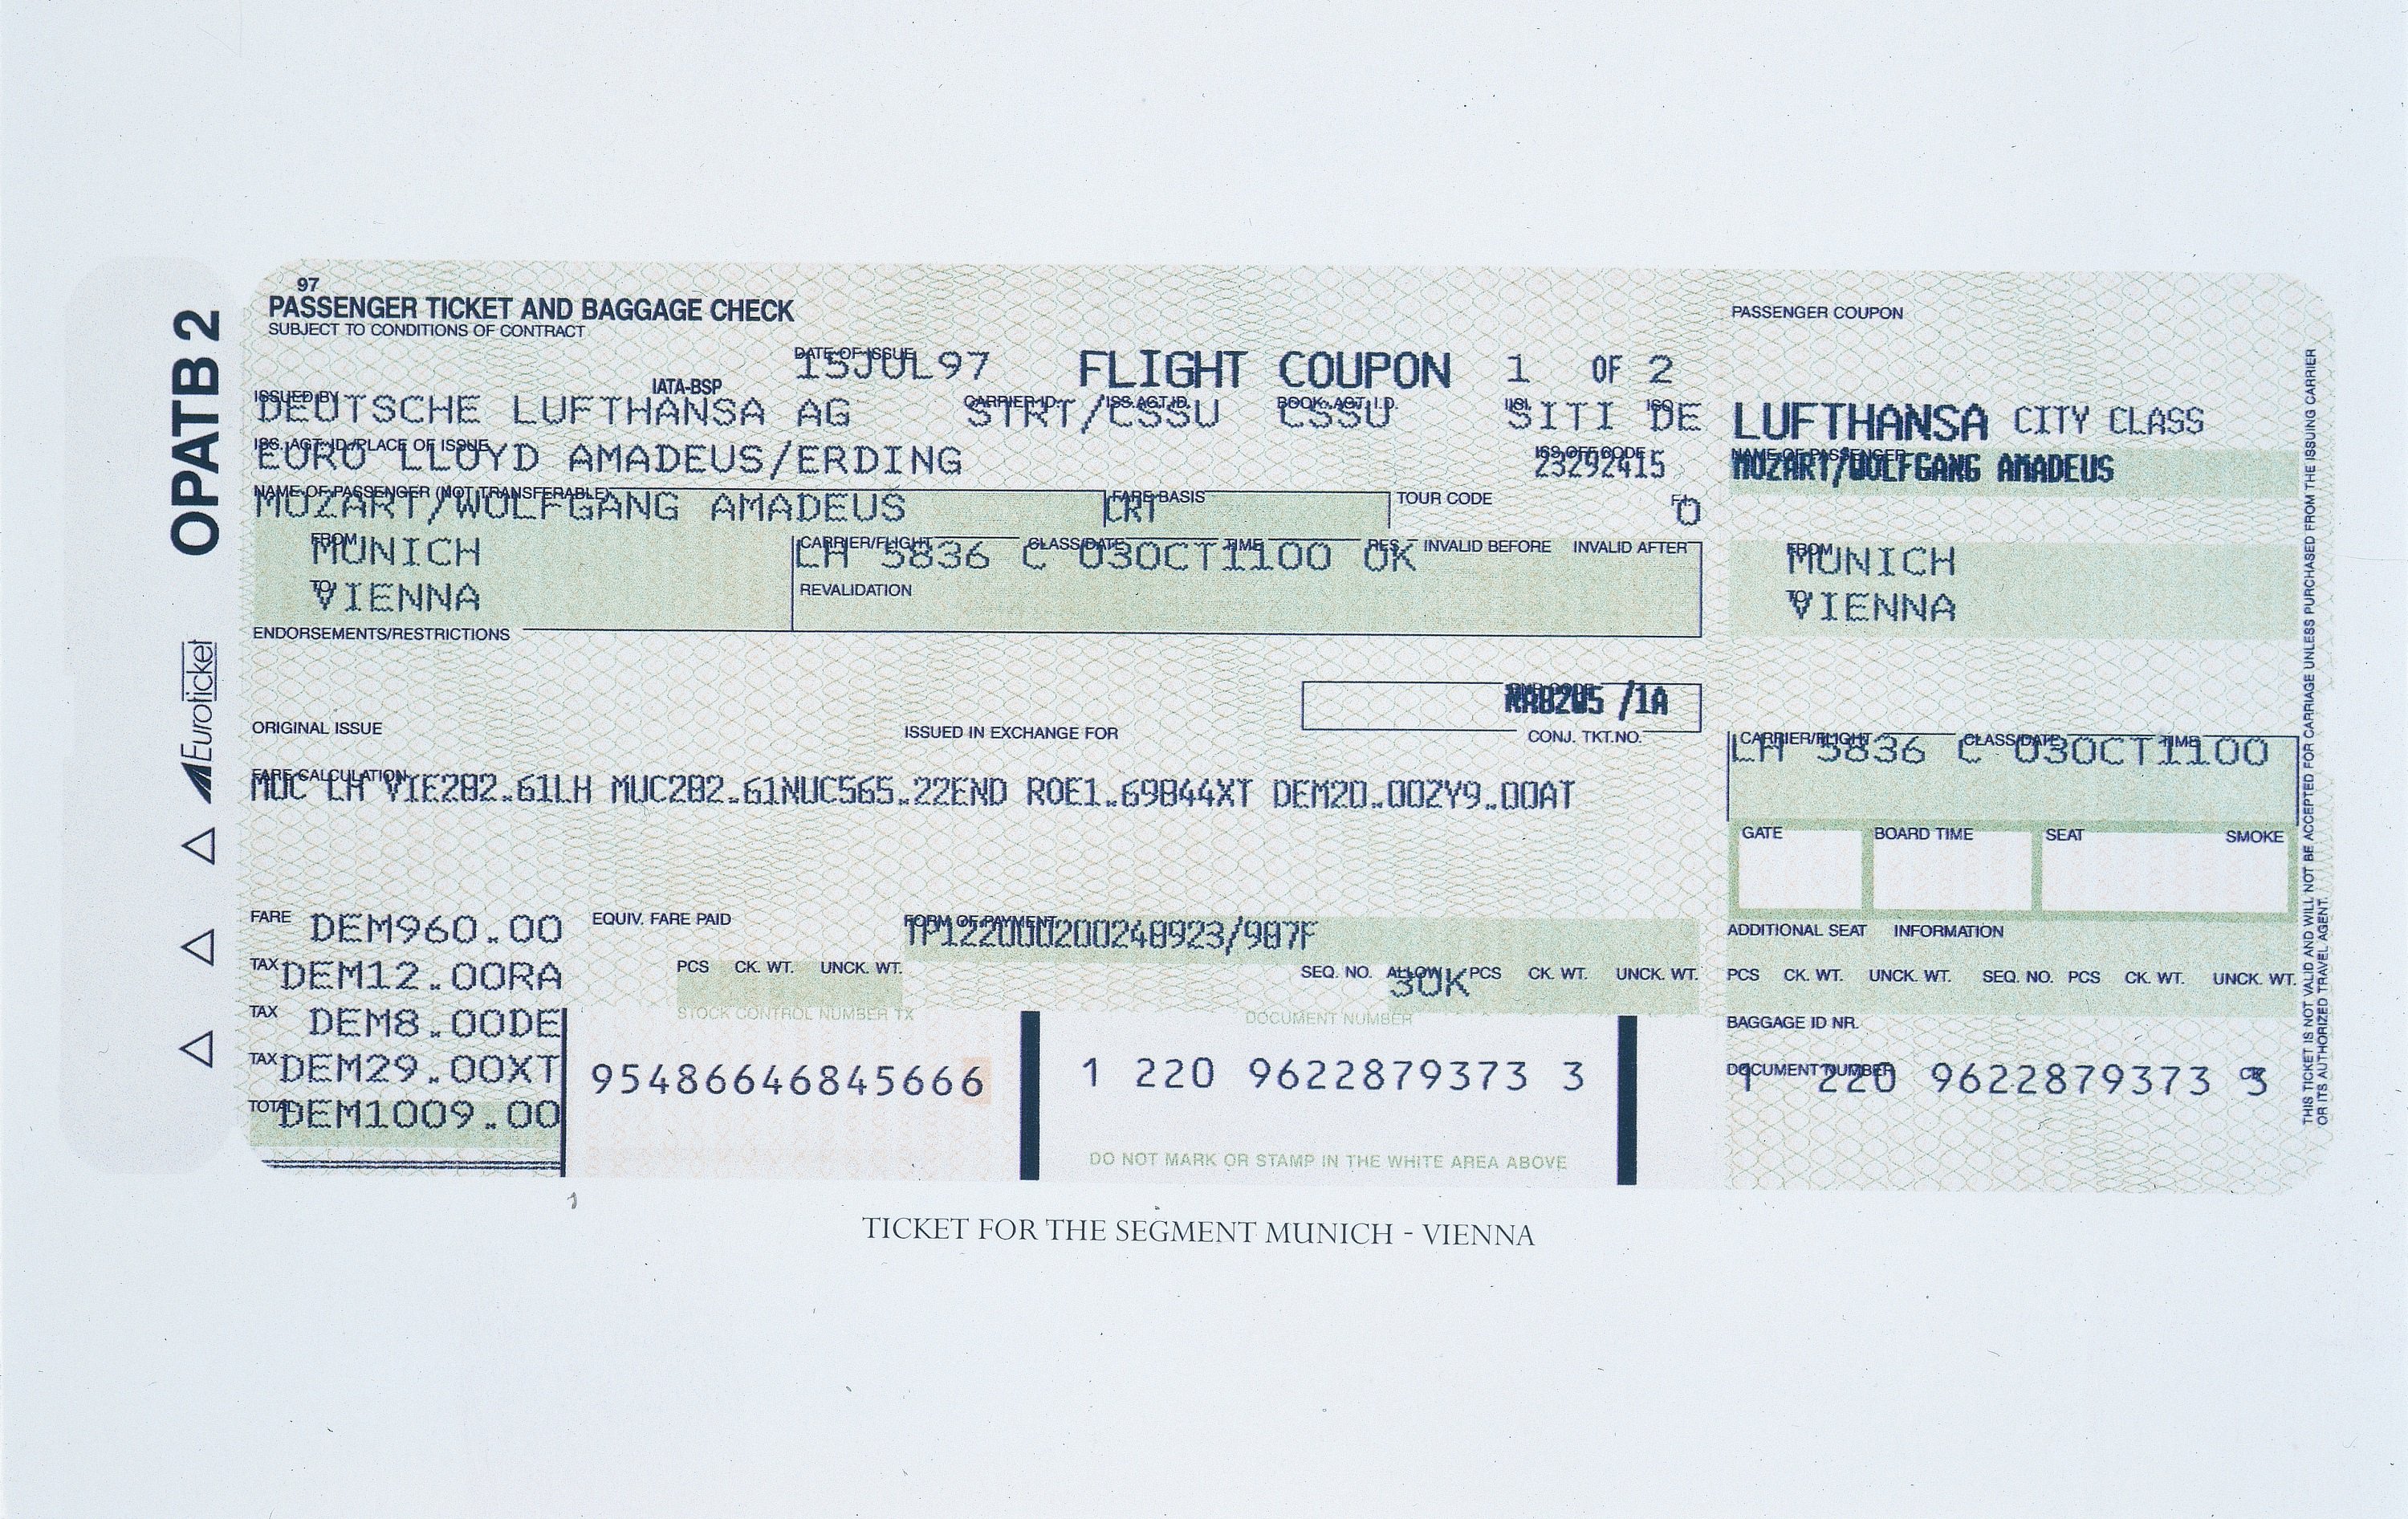 OPATB 2
Euroticket
97
PASSENGER TICKET AND BAGGAGE CHECK
SUBJECT TO CONDITIONS OF CONTRACT
DATE OF ISSUE
15JUL97 FLIGHT COUPON 1 OF 2
IATA-BSP
ISSUED BY CARRIER ID. ISS.AGT.ID. BOOK. AGT. I.D.
DEUTSCHE LUFTHANSA AG STRT/CSSU CSSU SITI DE
ISS. AGT. ID/PLACE OF ISSUE ISS.OFF.CODE
EURO LLOYD AMADEUS/ERDING 23292415
NAME OF PASSENGER (NOT TRANSFERABLE) FARE BASIS TOUR CODE
MOZART/WOLFGANG AMADEUS CRT
FROM CARRIER/FLIGHT CLASS/DATE TIME RES. INVALID BEFORE INVALID AFTER
MUNICH LH 5836 C 03OCT1100 OK
TO REVALIDATION
VIENNA
ENDORSEMENTS/RESTRICTIONS
/1A
ORIGINAL ISSUE ISSUED IN EXCHANGE FOR CONJ. TKT.NO.
FARE CALCULATION
MUC LH VIE282.61LH MUC282.61NUC565.22END ROE1.69844XT DEM20.00ZY9.00AT
FARE DEM960.00 EQUIV. FARE PAID FORM OF PAYMENT
TP122000200248923/987F
TAX DEM12.00RA PCS CK. WT. UNCK. WT. SEQ. NO. ALLOW PCS CK. WT. UNCK. WT.
30K
TAX DEM8.00DE STOCK CONTROL NUMBER TX DOCUMENT NUMBER
TAX DEM29.00XT 95486646845666 1 220 9622879373 3
TOTAL DEM1009.00
DO NOT MARK OR STAMP IN THE WHITE AREA ABOVE
PASSENGER COUPON
LUFTHANSA CITY CLASS
NAME OF PASSENGER
MOZART/WOLFGANG AMADEUS
FROM
MUNICH
TO
VIENNA
CARRIER/FLIGHT CLASS/DATE TIME
LH 5836 C 03OCT1100
GATE BOARD TIME SEAT SMOKE
ADDITIONAL SEAT INFORMATION
PCS CK. WT. UNCK. WT. SEQ. NO. PCS CK. WT. UNCK. WT.
BAGGAGE ID NR.
DOCUMENT NUMBER CK
1 220 9622879373 3
THIS TICKET IS NOT VALID AND WILL NOT BE ACCEPTED FOR CARRIAGE UNLESS PURCHASED FROM THE ISSUING CARRIER
OR ITS AUTHORIZED TRAVEL AGENT.
TICKET FOR THE SEGMENT MUNICH - VIENNA